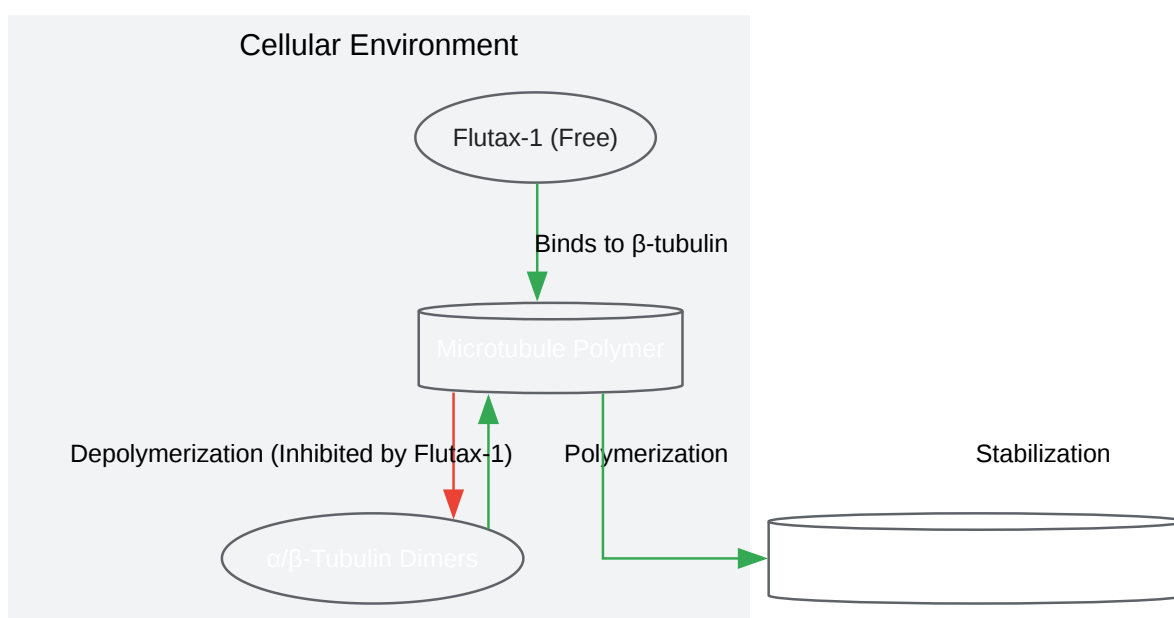 Cellular Environment
Flutax-1 (Free)
Binds to β-tubulin
Microtubule Polymer
Depolymerization (Inhibited by Flutax-1)
Polymerization
Stabilization
α/β-Tubulin Dimers